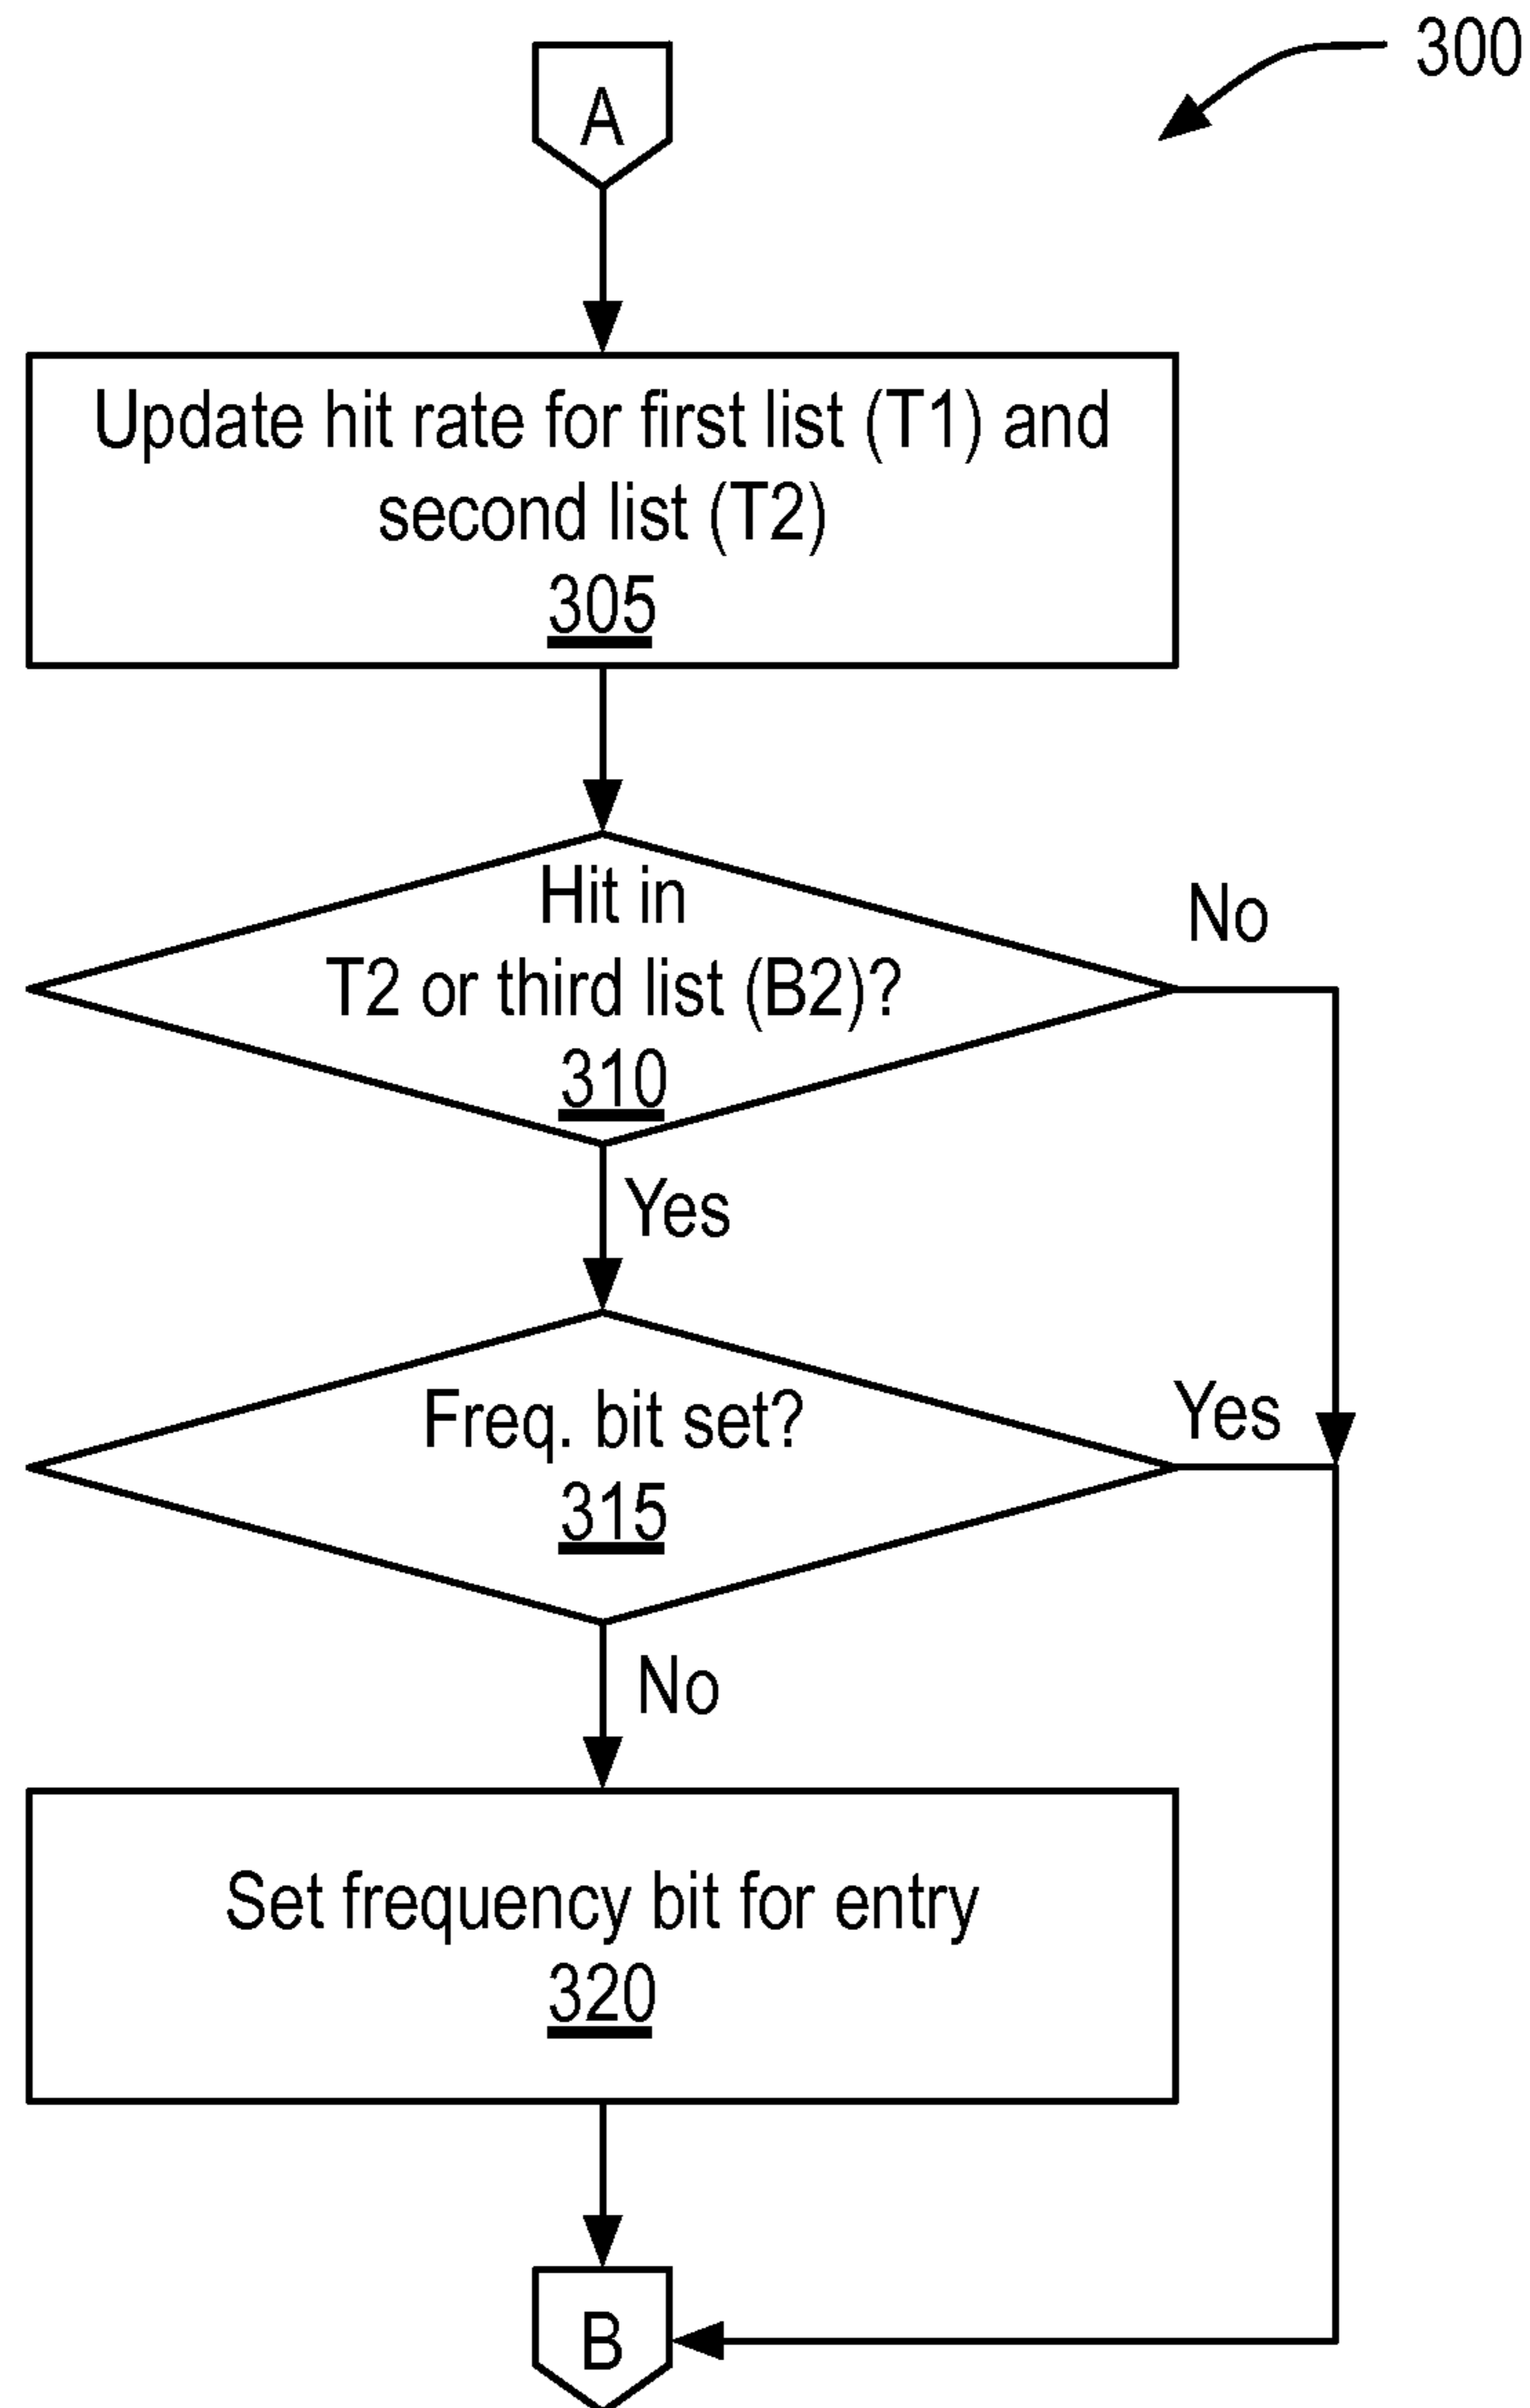 300
A
Update hit rate for first list (T1) and
second list (T2)
305
Hit in
T2 or third list (B2)?
310
No
Yes
Freq. bit set?
315
Yes
No
Set frequency bit for entry
320
B